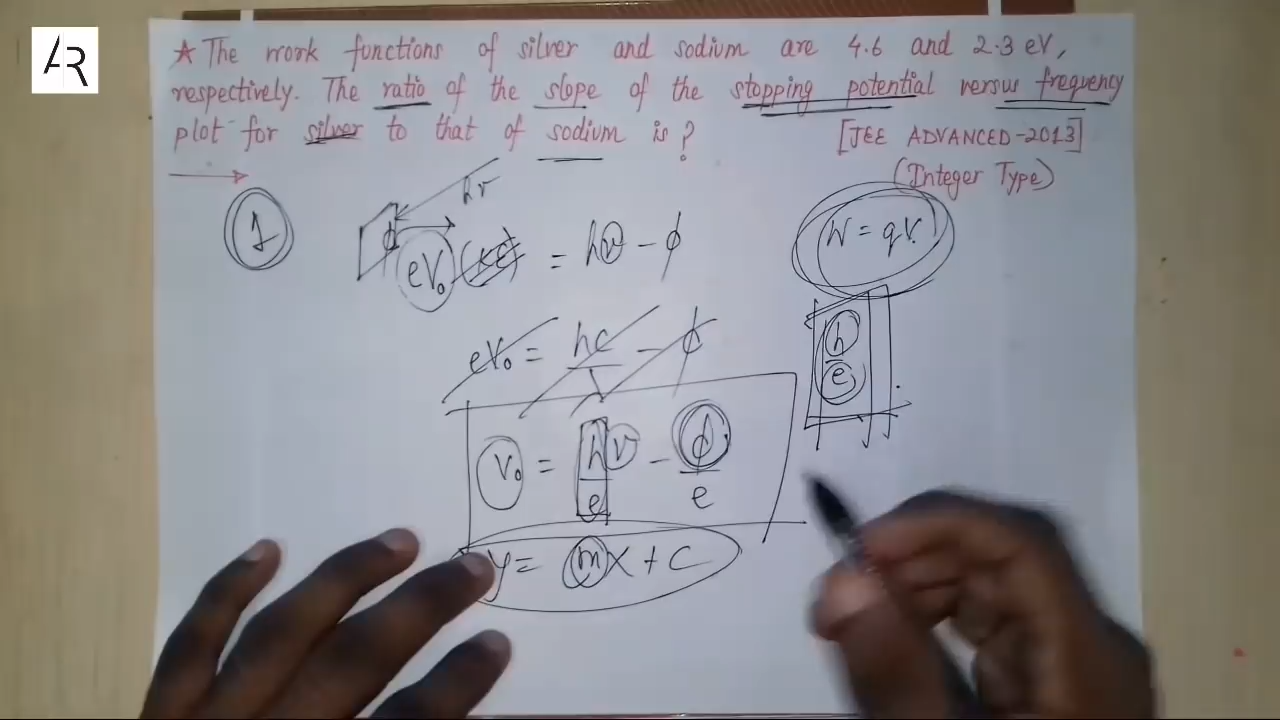 AR
★ The work functions of silver and sodium are 4.6 and 2.3 eV,
respectively. The ratio of the slope of the stopping potential versus frequency
plot for silver to that of sodium is?
[JEE ADVANCED-2013]
(Integer Type)
1
hν
ϕ
eV₀ = hν - ϕ
W = qV
eV₀ = hc/λ - ϕ
h/e
V₀ = hν/e - ϕ/e
y = mx + c